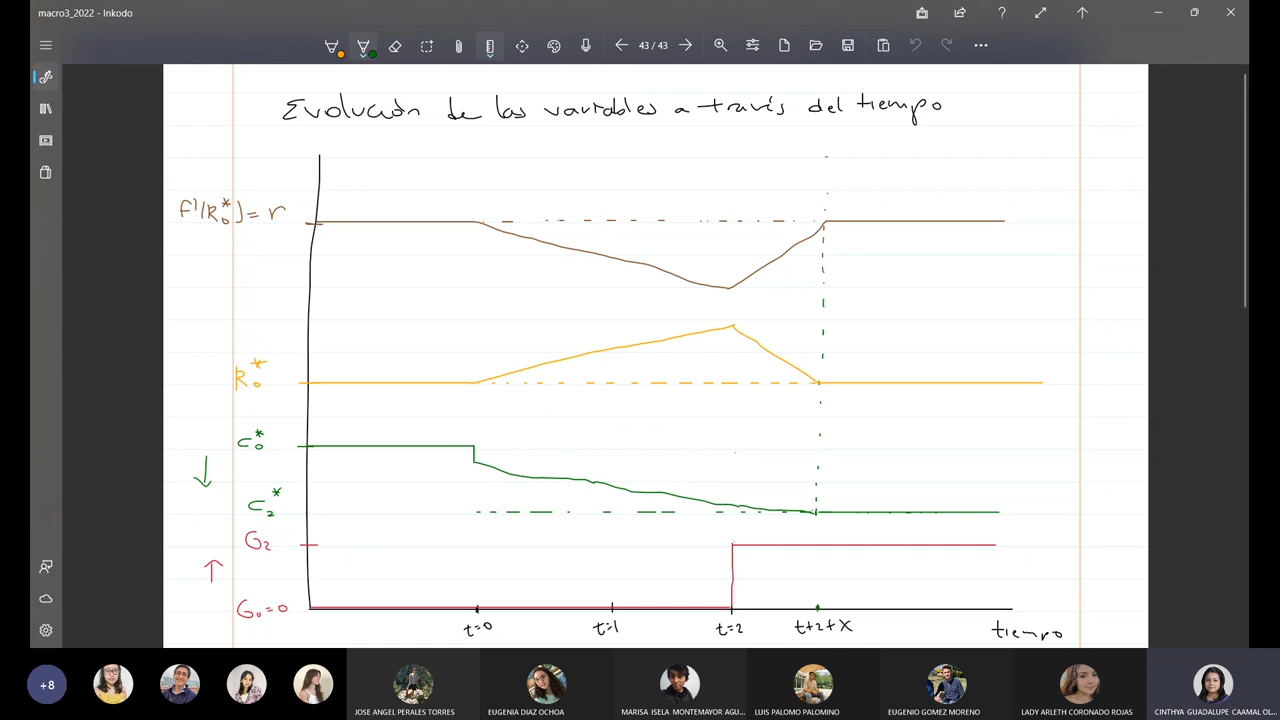 macro3_2022 - Inkodo
43 / 43
Evolución de las variables a través del tiempo
F'(R₀*) = r
R₀*
C₀*
C₂*
G₂
G₀=0
t=0
t=1
t=2
t+2+X
tiempo
+8
JOSE ANGEL PERALES TORRES
EUGENIA DIAZ OCHOA
MARISA ISELA MONTEMAYOR AGU...
LUIS PALOMO PALOMINO
EUGENIO GOMEZ MORENO
LADY ARLETH CORONADO ROJAS
CINTHYA GUADALUPE CAAMAL OL...